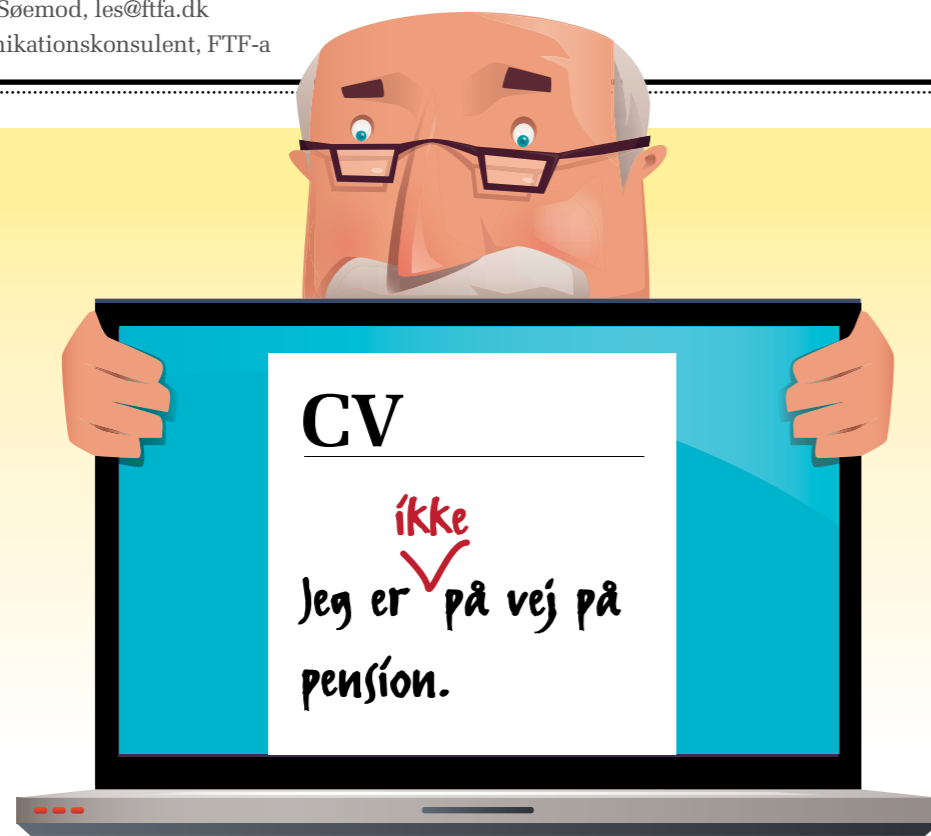 Søemod, les@ftfa.dk
nikationskonsulent, FTF-a
CV
ikke
Jeg er på vej på
pension.